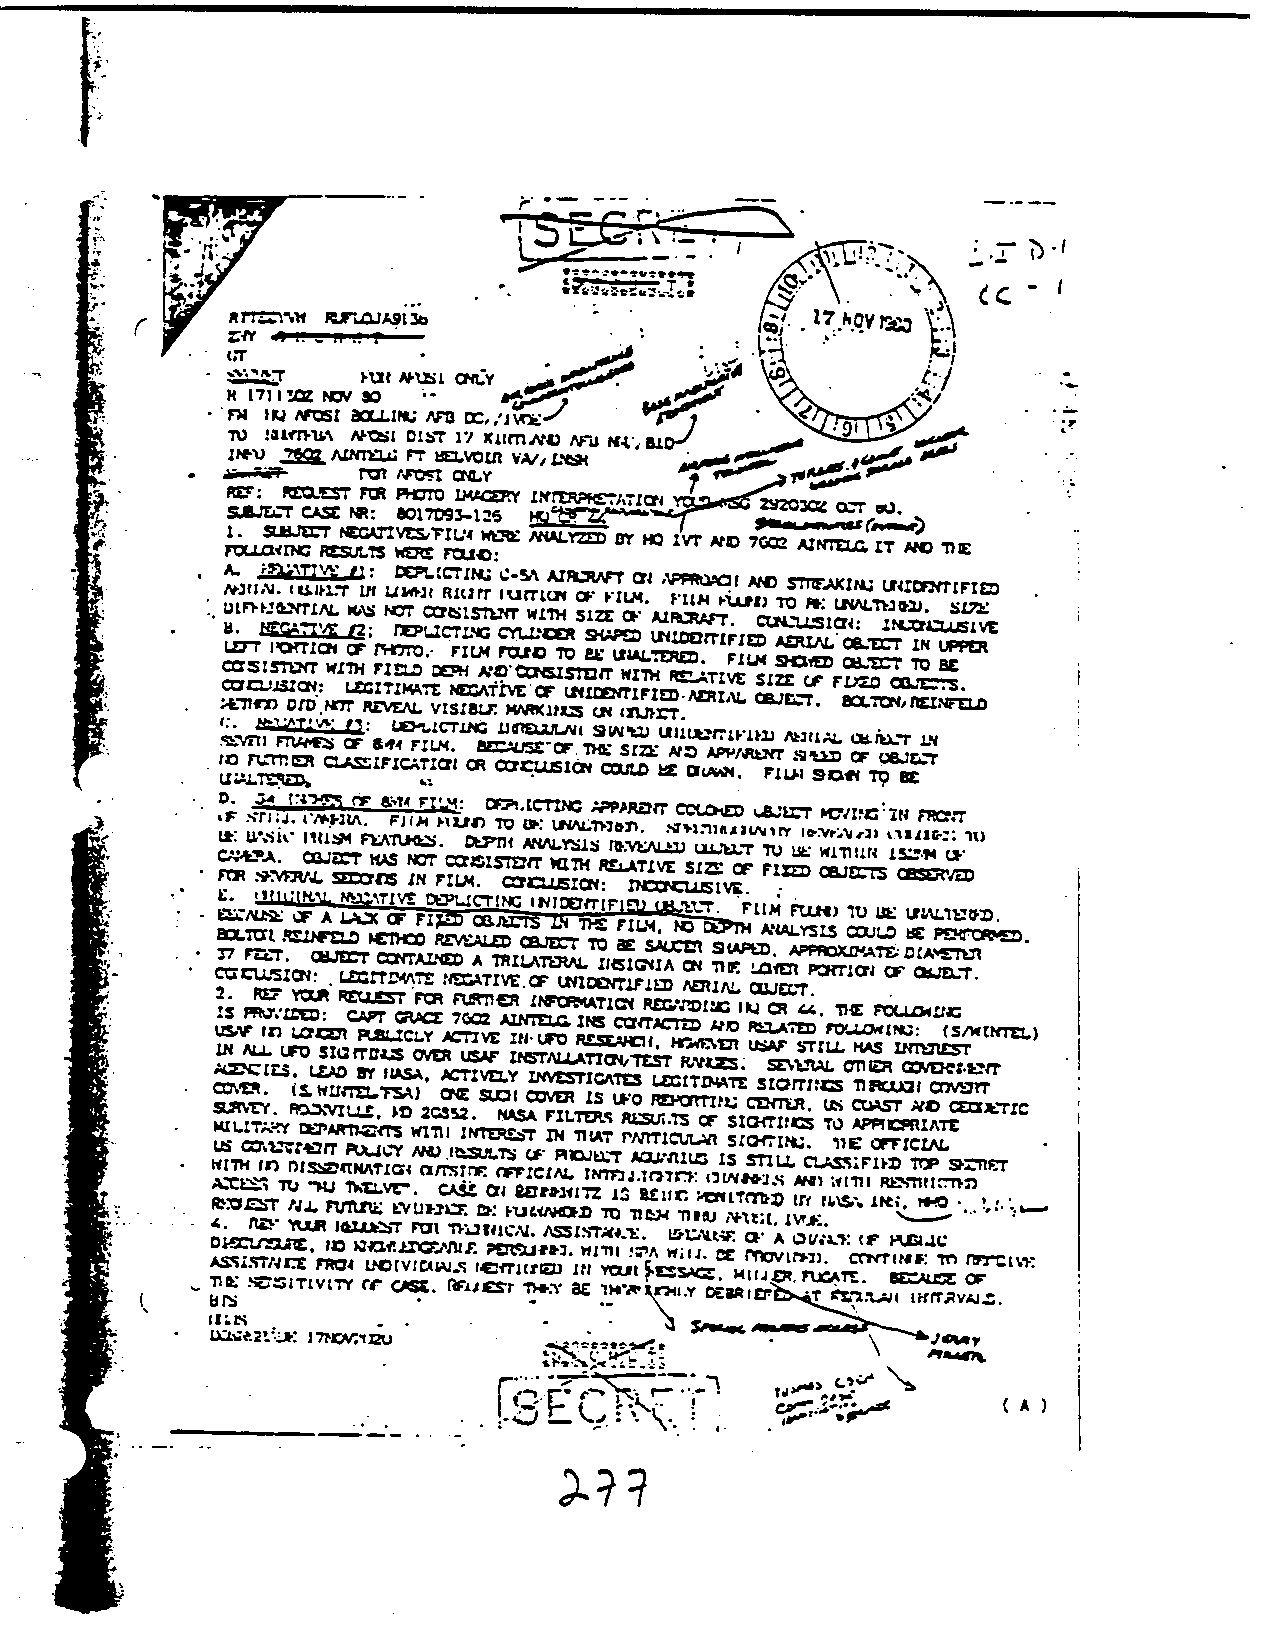 SECRET
17 NOV 1980
CC - 1
FOR AFOSI ONLY
R 171130Z NOV 80
FM HQ AFOSI BOLLING AFB DC//IVOE
TO AFOSI DIST 17 KIRTLAND AFB NM//BID
INFO 7602 AINTELG FT BELVOIR VA//INSH
FOR AFOSI ONLY
REF: REQUEST FOR PHOTO IMAGERY INTERPRETATION YOUR MSG 292030Z OCT 80.
SUBJECT CASE NR: 8017D93-126 HQ CR 44
1. SUBJECT NEGATIVES/FILM WERE ANALYZED BY HQ IVT AND 7602 AINTELG IT AND THE
FOLLOWING RESULTS WERE FOUND:
A. NEGATIVE #1: DEPLICTING C-5A AIRCRAFT ON APPROACH AND STREAKING UNIDENTIFIED
AERIAL OBJECT IN LOWER RIGHT PORTION OF FILM. FILM FOUND TO BE UNALTERED. SIZE
DIFFERENTIAL WAS NOT CONSISTENT WITH SIZE OF AIRCRAFT. CONCLUSION: INCONCLUSIVE
B. NEGATIVE #2: DEPLICTING CYLINDER SHAPED UNIDENTIFIED AERIAL OBJECT IN UPPER
LEFT PORTION OF PHOTO. FILM FOUND TO BE UNALTERED. FILM SHOWED OBJECT TO BE
COSISTENT WITH FIELD DEPH AND CONSISTENT WITH RELATIVE SIZE OF FIXED OBJECTS.
CONCLUSION: LEGITIMATE NEGATIVE OF UNIDENTIFIED AERIAL OBJECT. BOLTON/REINFELD
METHOD DID NOT REVEAL VISIBLE MARKINGS ON OBJECT.
C. NEGATIVE #3: DEPLICTING IRREGULAR SHAPED UNIDENTIFIED AERIAL OBJECT IN
SEVEN FRAMES OF 8MM FILM. BECAUSE OF THE SIZE AND APPARENT SPEED OF OBJECT
NO FURTHER CLASSIFICATION OR CONCLUSION COULD BE DRAWN. FILM SHOWN TO BE
UNALTERED.
D. 34 INCHES OF 8MM FILM: DEPLICTING APPARENT COLORED OBJECT MOVING IN FRONT
OF STILL CAMERA. FILM FOUND TO BE UNALTERED. SPECTROGRAPHY REVEALED COLORS TO
BE BASIC PRISM FEATURES. DEPTH ANALYSIS REVEALED OBJECT TO BE WITHIN 152MM OF
CAMERA. OBJECT WAS NOT CONSISTENT WITH RELATIVE SIZE OF FIXED OBJECTS OBSERVED
FOR SEVERAL SECONDS IN FILM. CONCLUSION: INCONCLUSIVE.
E. ORIGINAL NEGATIVE DEPLICTING UNIDENTIFIED OBJECT. FILM FOUND TO BE UNALTERED.
BECAUSE OF A LACK OF FIXED OBJECTS IN THE FILM, NO DEPTH ANALYSIS COULD BE PERFORMED.
BOLTON/REINFELD METHOD REVEALED OBJECT TO BE SAUCER SHAPED, APPROXIMATE DIAMETER
37 FEET. OBJECT CONTAINED A TRILATERAL INSIGNIA ON THE LOWER PORTION OF OBJECT.
CONCLUSION: LEGITIMATE NEGATIVE OF UNIDENTIFIED AERIAL OBJECT.
2. REF YOUR REQUEST FOR FURTHER INFORMATION REGARDING HQ CR 44, THE FOLLOWING
IS PROVIDED: CAPT GRACE 7602 AINTELG INS CONTACTED AND RELATED FOLLOWING: (S/WINTEL)
USAF NO LONGER PUBLICLY ACTIVE IN UFO RESEARCH, HOWEVER USAF STILL HAS INTEREST
IN ALL UFO SIGHTINGS OVER USAF INSTALLATION/TEST RANGES. SEVERAL OTHER GOVERNMENT
AGENCIES, LEAD BY NASA, ACTIVELY INVESTIGATES LEGITIMATE SIGHTINGS THROUGH COVERT
COVER. (S/WINTEL/FSA) ONE SUCH COVER IS UFO REPORTING CENTER, US COAST AND GEODETIC
SURVEY, ROCKVILLE, MD 20852. NASA FILTERS RESULTS OF SIGHTINGS TO APPROPRIATE
MILITARY DEPARTMENTS WITH INTEREST IN THAT PARTICULAR SIGHTING. THE OFFICIAL
US GOVERNMENT POLICY AND RESULTS OF PROJECT AQUARIUS IS STILL CLASSIFIED TOP SECRET
WITH NO DISSEMINATION OUTSIDE OFFICIAL INTELLIGENCE CHANNELS AND WITH RESTRICTED
ACCESS TO "MJ TWELVE". CASE ON BENNEWITZ IS BEING MONITORED BY NASA INS, WHO
REQUEST ALL FUTURE EVIDENCE BE FORWARDED TO THEM THRU AFOSI, IVOE.
4. REF YOUR REQUEST FOR TECHNICAL ASSISTANCE. BECAUSE OF A CHANCE OF PUBLIC
DISCLOSURE, NO KNOWLEDGEABLE PERSONNEL WITH SPA WILL BE PROVIDED. CONTINUE TO RECEIVE
ASSISTANCE FROM INDIVIDUALS IDENTIFIED IN YOUR MESSAGE, MILLER, FUGATE. BECAUSE OF
THE SENSITIVITY OF CASE, REQUEST THEY BE THOROUGHLY DEBRIEFED AT REGULAR INTERVALS.
JERRY
MILLER
SECRET
( A )
277